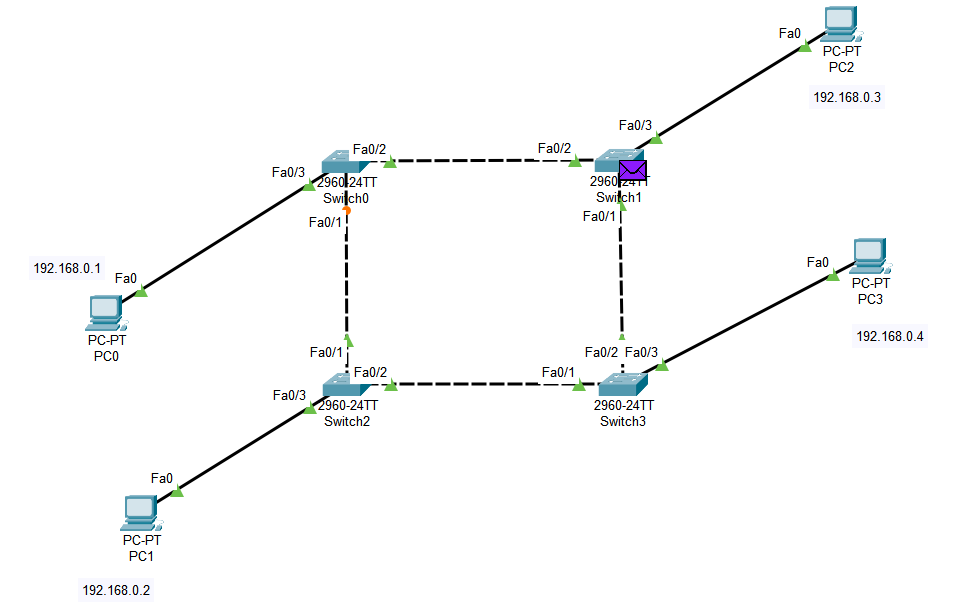 Fa0
PC-PT
PC2
192.168.0.3
Fa0/3
Fa0/2
Fa0/2
Fa0/3
2960-24TT
Switch0
2960-24TT
Switch1
Fa0/1
Fa0/1
192.168.0.1
Fa0
Fa0
PC-PT
PC3
PC-PT
PC0
192.168.0.4
Fa0/1
Fa0/2
Fa0/3
Fa0/2
Fa0/1
Fa0/3
2960-24TT
Switch2
2960-24TT
Switch3
Fa0
PC-PT
PC1
192.168.0.2